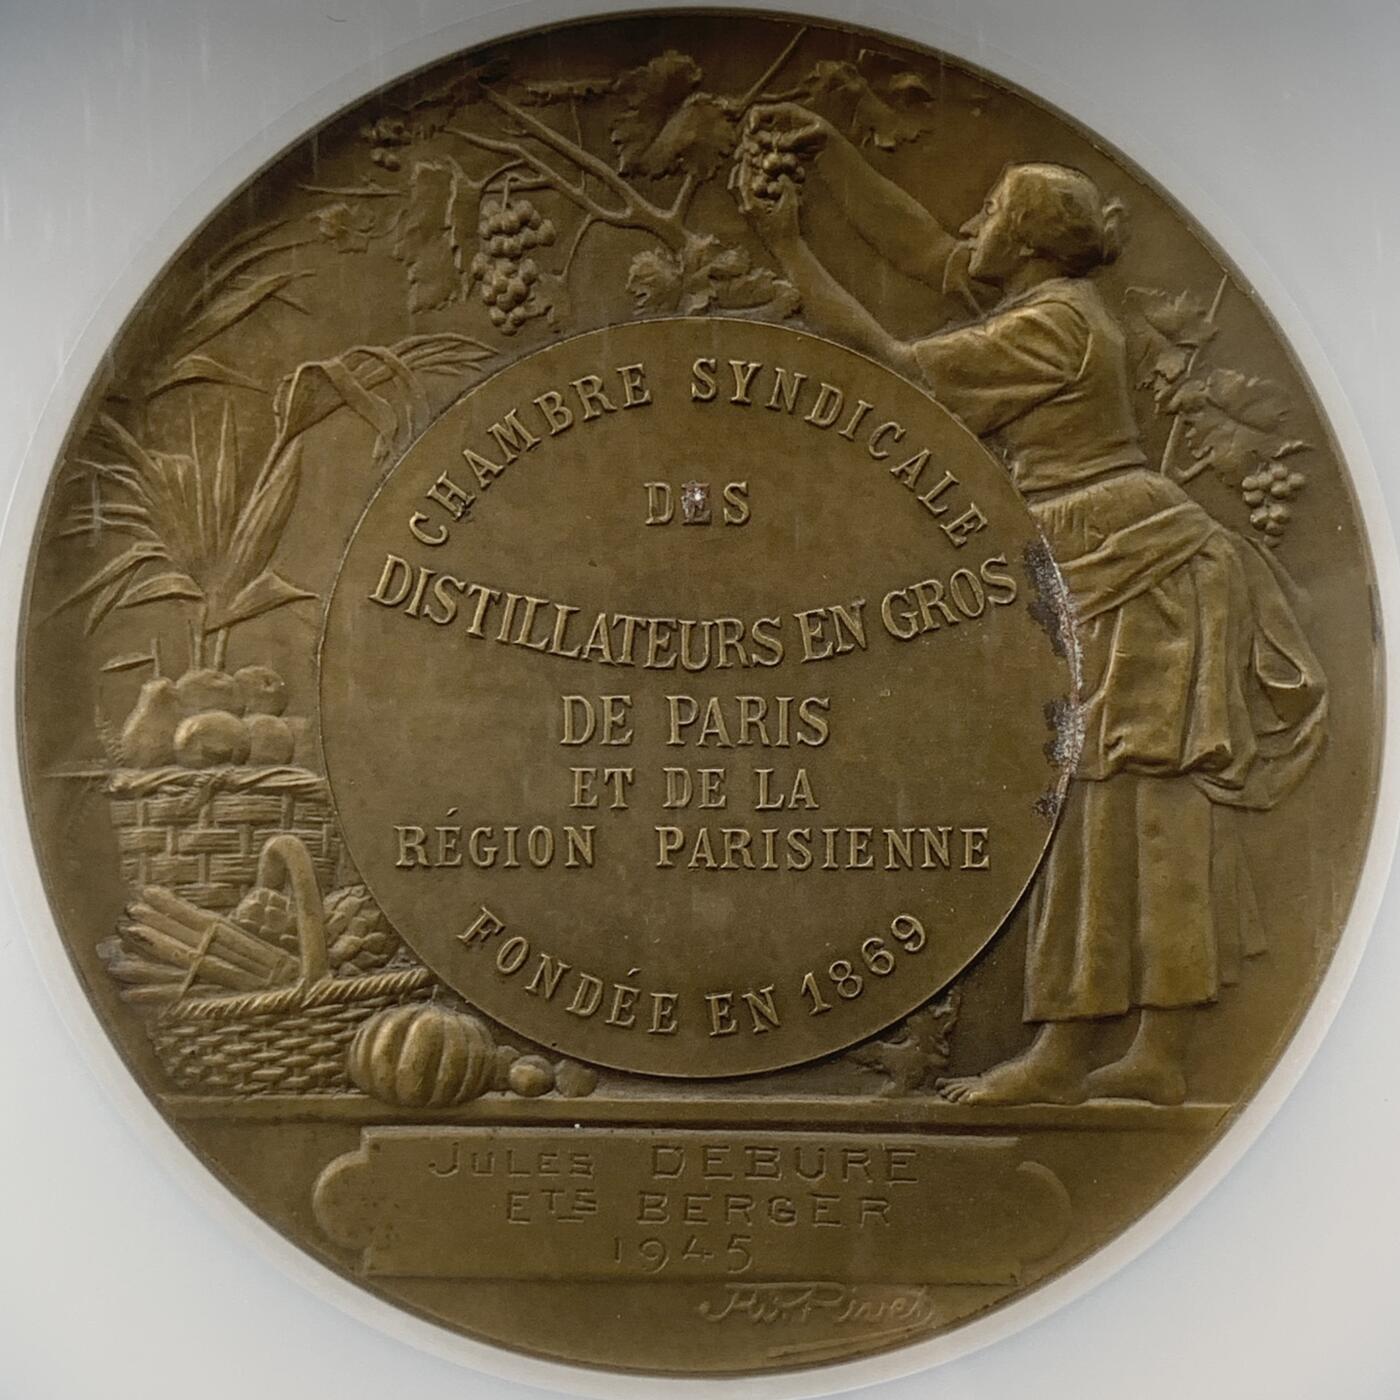 CHAMBRE SYNDICALE
DES
DISTILLATEURS EN GROS
DE PARIS
ET DE LA
RÉGION PARISIENNE
FONDÉE EN 1869
JULES DEBURE
ETS BERGER
1945
Rivet